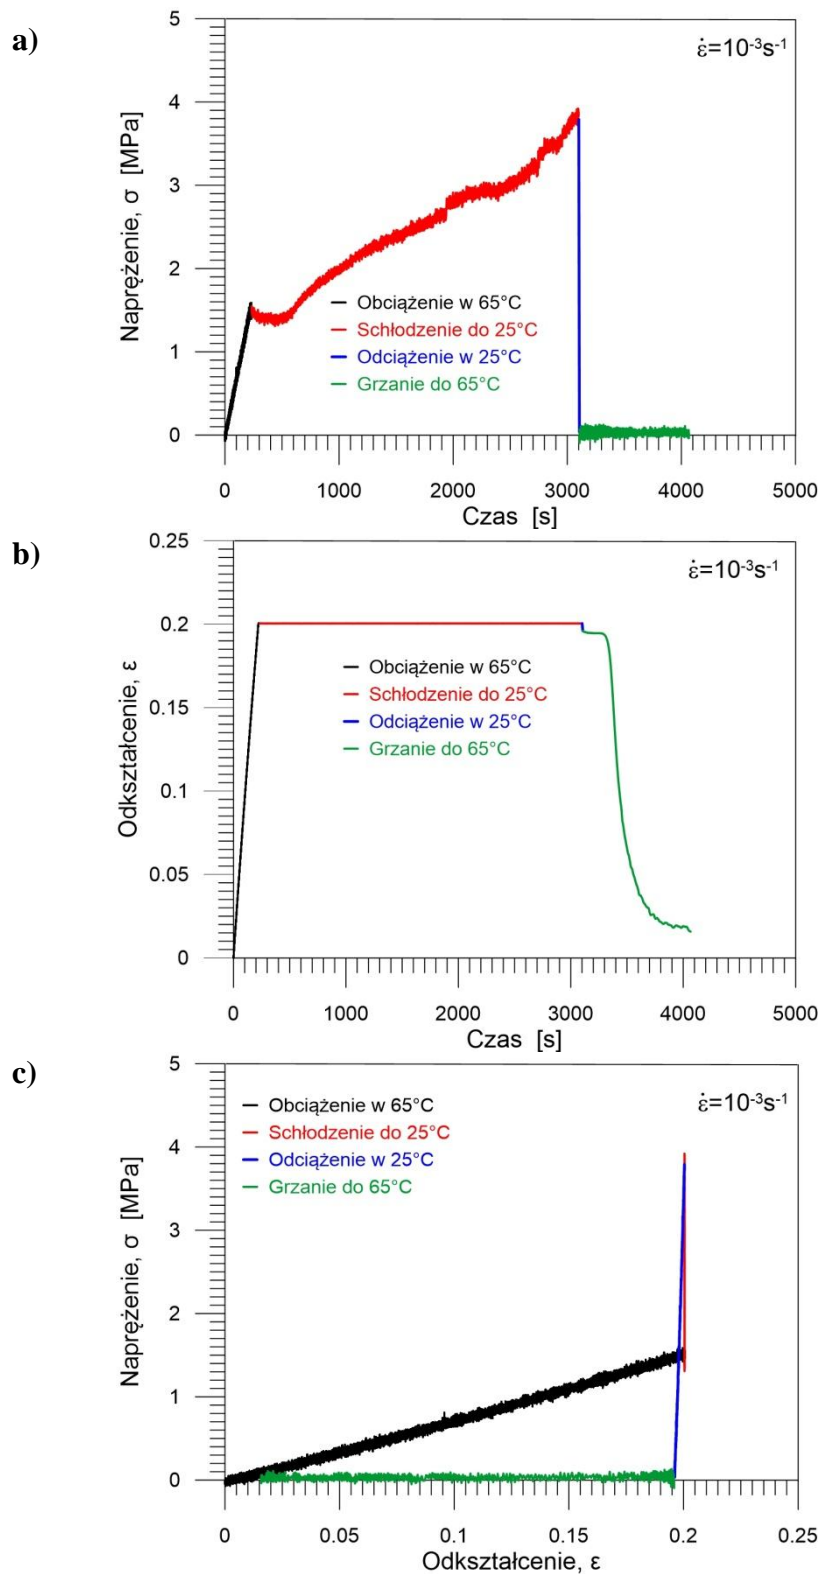 a)
5
4
3
2
1
0
Naprężenie, σ [MPa]
ε̇=10⁻³s⁻¹
Obciążenie w 65°C
Schłodzenie do 25°C
Odciążenie w 25°C
Grzanie do 65°C
0 1000 2000 3000 4000 5000
Czas [s]
b)
0.25
0.2
0.15
0.1
0.05
0
Odkształcenie, ε
ε̇=10⁻³s⁻¹
Obciążenie w 65°C
Schłodzenie do 25°C
Odciążenie w 25°C
Grzanie do 65°C
0 1000 2000 3000 4000 5000
Czas [s]
c)
5
4
3
2
1
0
Naprężenie, σ [MPa]
ε̇=10⁻³s⁻¹
Obciążenie w 65°C
Schłodzenie do 25°C
Odciążenie w 25°C
Grzanie do 65°C
0 0.05 0.1 0.15 0.2 0.25
Odkształcenie, ε